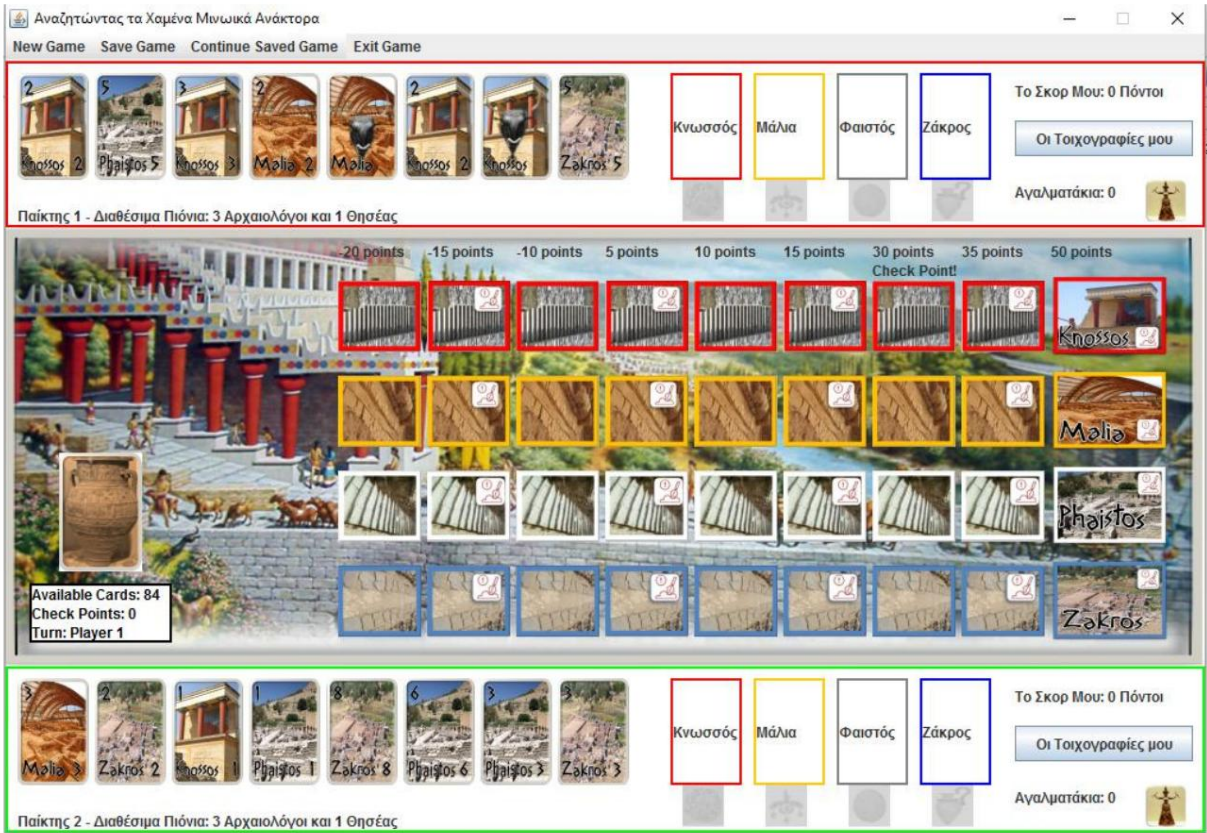 Αναζητώντας τα Χαμένα Μινωικά Ανάκτορα
New Game Save Game Continue Saved Game Exit Game
2 5 3 2 2 5
Knossos 2 Phaistos 5 Knossos 3 Malia 2 Malia Knossos 2 Knossos Zakros 5
Κνωσσός Μάλια Φαιστός Ζάκρος
Το Σκορ Μου: 0 Πόντοι
Οι Τοιχογραφίες μου
Αγαλματάκια: 0
Παίκτης 1 - Διαθέσιμα Πιόνια: 3 Αρχαιολόγοι και 1 Θησέας
-20 points -15 points -10 points 5 points 10 points 15 points 30 points 35 points 50 points
Check Point!
Knossos
Malia
Phaistos
Zakros
Available Cards: 84
Check Points: 0
Turn: Player 1
3 2 1 1 8 6 3 3
Malia 3 Zakros 2 Knossos 1 Phaistos 1 Zakros 8 Phaistos 6 Phaistos 3 Zakros 3
Κνωσσός Μάλια Φαιστός Ζάκρος
Το Σκορ Μου: 0 Πόντοι
Οι Τοιχογραφίες μου
Αγαλματάκια: 0
Παίκτης 2 - Διαθέσιμα Πιόνια: 3 Αρχαιολόγοι και 1 Θησέας